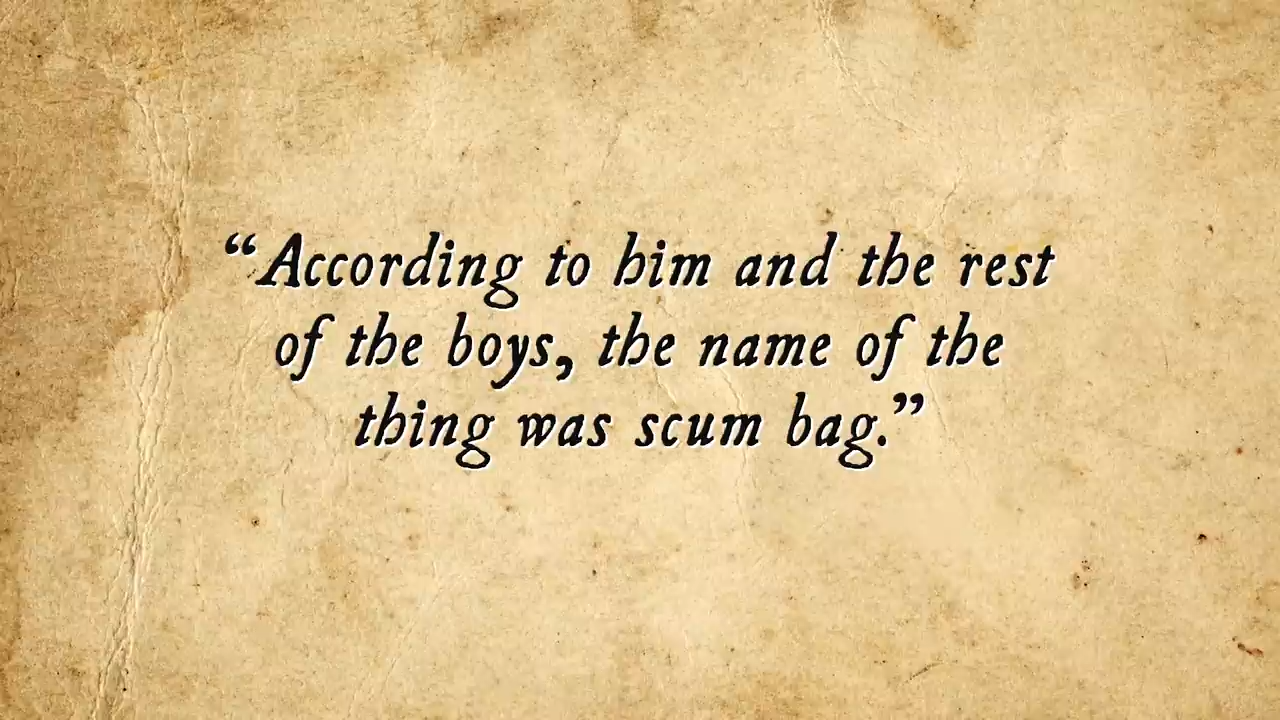 “According to him and the rest
of the boys, the name of the
thing was scum bag.”